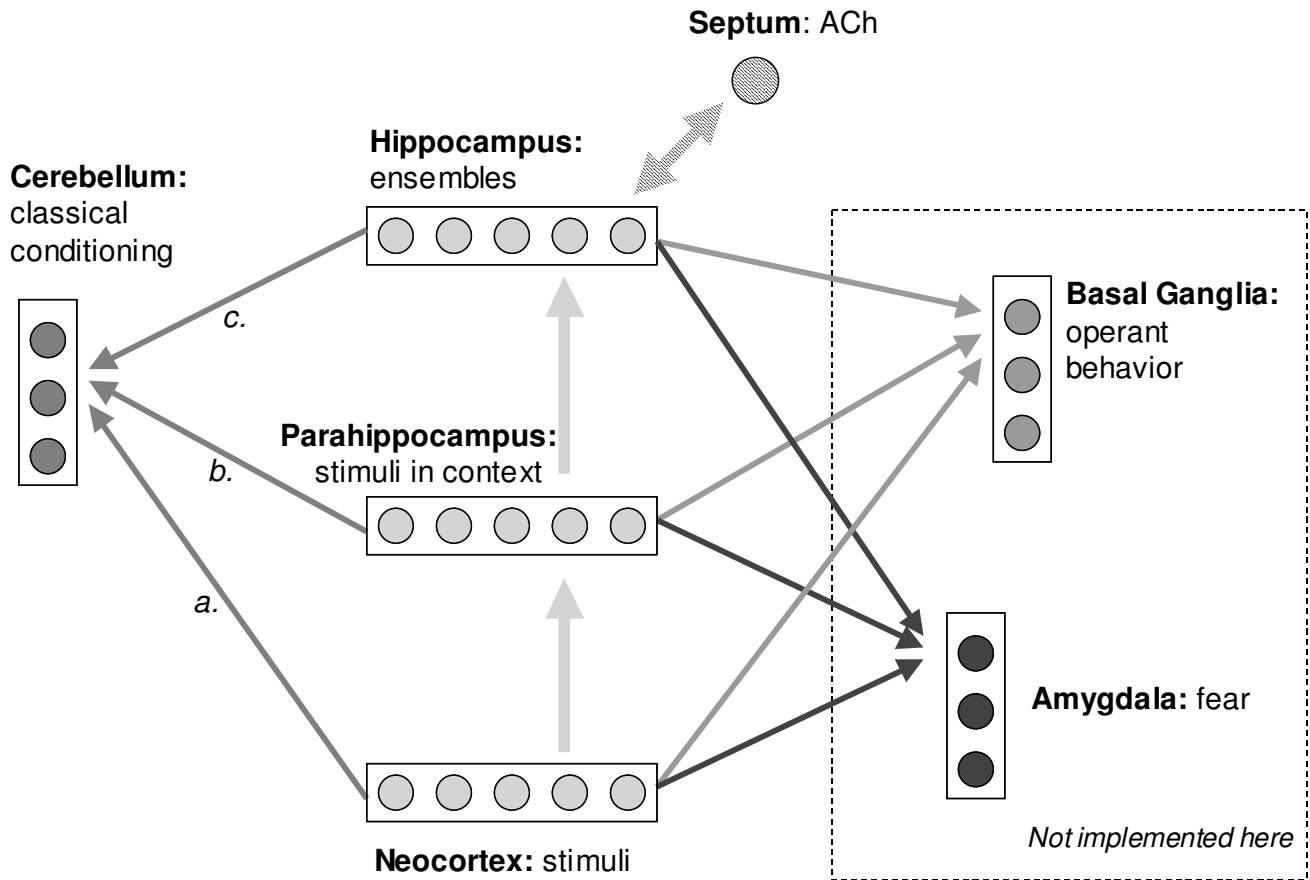 Septum: ACh
Hippocampus:
ensembles
Cerebellum:
classical
conditioning
c.
Basal Ganglia:
operant
behavior
Parahippocampus:
stimuli in context
b.
a.
Amygdala: fear
Not implemented here
Neocortex: stimuli